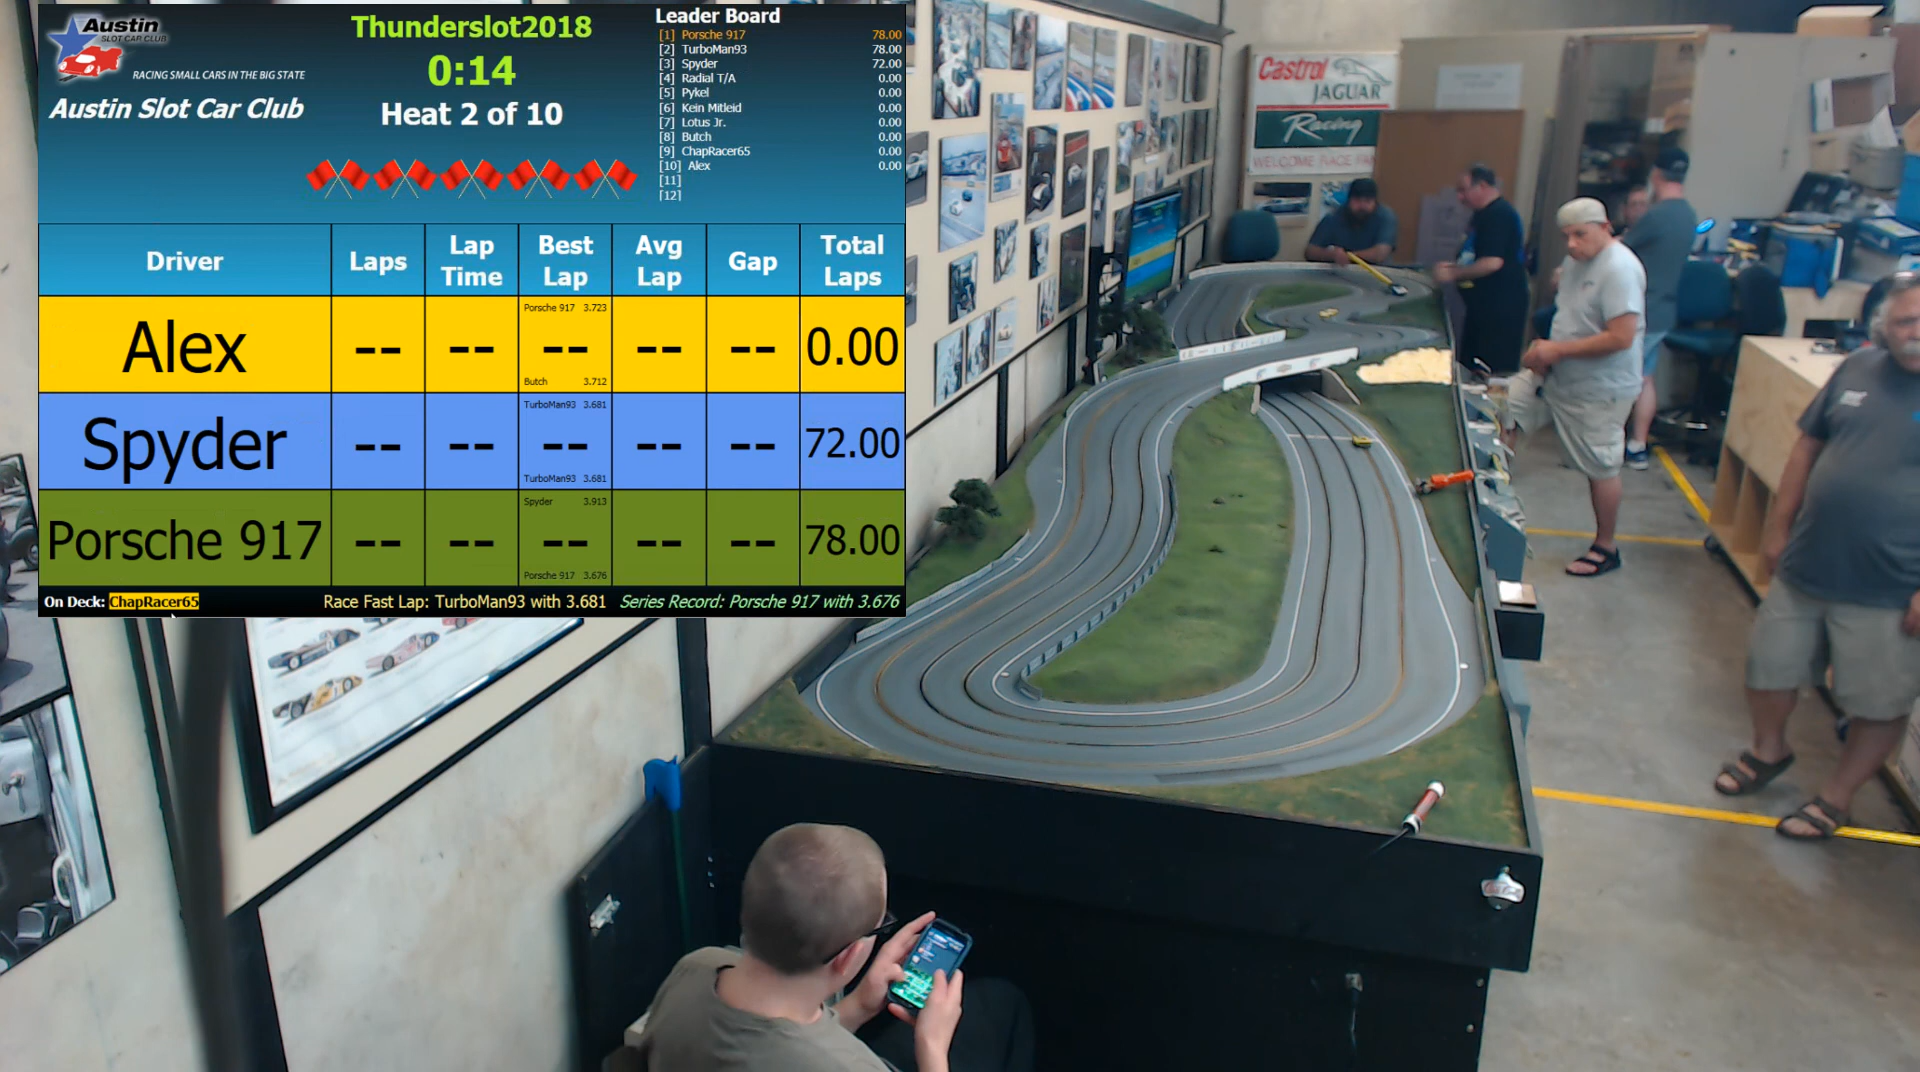 Austin
SLOT CAR CLUB
RACING SMALL CARS IN THE BIG STATE
Austin Slot Car Club
Thunderslot2018
0:14
Heat 2 of 10
Leader Board
[1] Porsche 917 78.00
[2] TurboMan93 78.00
[3] Spyder 72.00
[4] Radial T/A 0.00
[5] Pykel 0.00
[6] Kein Mitleid 0.00
[7] Lotus Jr. 0.00
[8] Butch 0.00
[9] ChapRacer65 0.00
[10] Alex 0.00
[11]
[12]
Driver Laps Lap Time Best Lap Avg Lap Gap Total Laps
Porsche 917 3.723
Alex -- -- -- -- -- 0.00
Butch 3.712
TurboMan93 3.681
Spyder -- -- -- -- -- 72.00
TurboMan93 3.681
Spyder 3.913
Porsche 917 -- -- -- -- -- 78.00
Porsche 917 3.676
On Deck: ChapRacer65 Race Fast Lap: TurboMan93 with 3.681 Series Record: Porsche 917 with 3.676
Castrol
JAGUAR
Racing
WELCOME RACE FAN